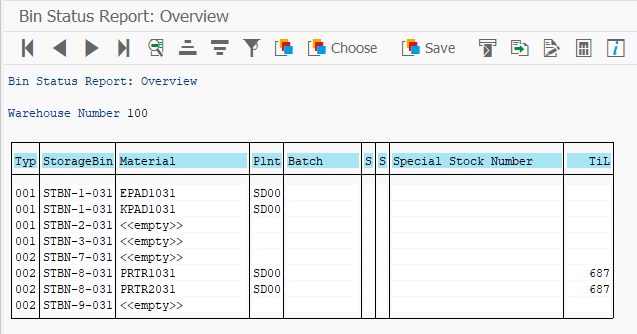 Bin Status Report: Overview
Choose Save
Bin Status Report: Overview
Warehouse Number 100
Typ StorageBin Material Plnt Batch S S Special Stock Number TiL
001 STBN-1-031 EPAD1031 SD00
001 STBN-1-031 KPAD1031 SD00
001 STBN-2-031 <<empty>>
001 STBN-3-031 <<empty>>
002 STBN-7-031 <<empty>>
002 STBN-8-031 PRTR1031 SD00 687
002 STBN-8-031 PRTR2031 SD00 687
002 STBN-9-031 <<empty>>